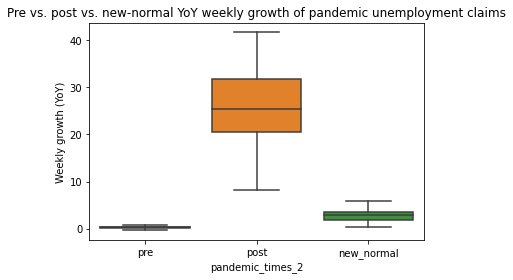 Pre vs. post vs. new-normal YoY weekly growth of pandemic unemployment claims
Weekly growth (YoY)
40
30
20
10
0
pre post new_normal
pandemic_times_2